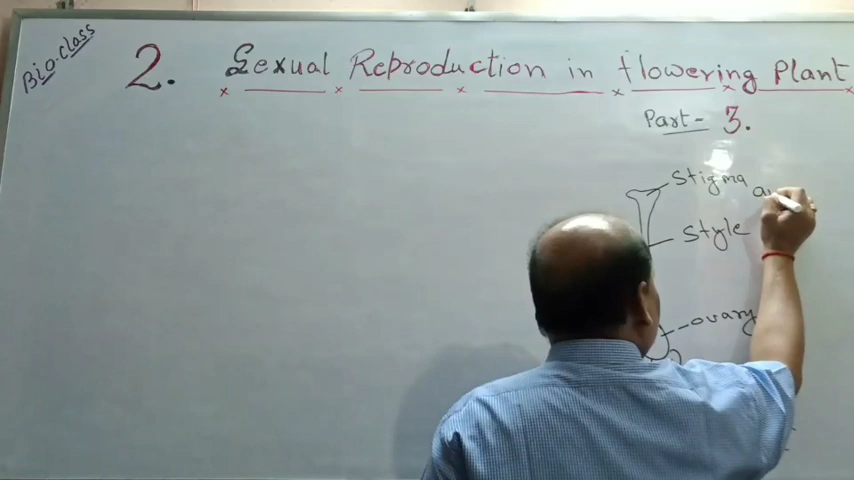 Bio-class
2. Sexual Reproduction in flowering Plant
Part- 3.
Stigma
Style
ovary